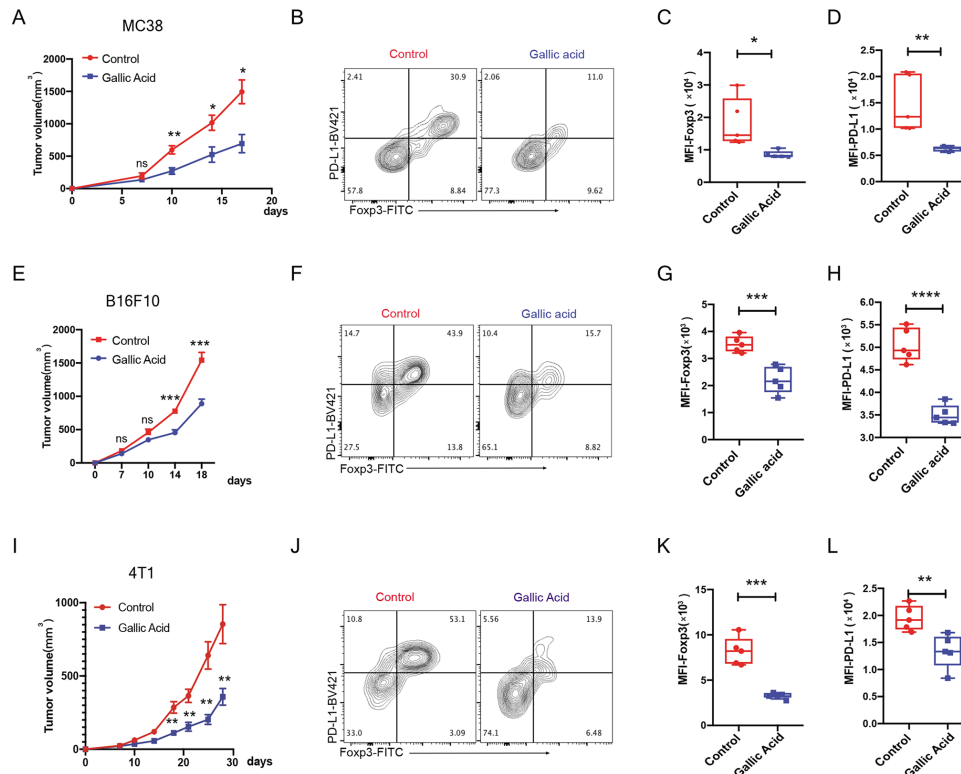 A
MC38
Tumor volume(mm³)
2000
1500
1000
500
0
Control
Gallic Acid
ns
**
*
*
0
5
10
15
20
days
B
Control
Gallic acid
2.41
30.9
57.8
8.84
2.06
11.0
77.3
9.62
PD-L1-BV421
Foxp3-FITC
C
MFI-Foxp3 (×10⁴)
4
3
2
1
0
*
Control
Gallic Acid
D
MFI-PD-L1 (×10⁴)
2.5
2.0
1.5
1.0
0.5
0.0
**
Control
Gallic Acid
E
B16F10
Tumor volume(mm³)
2000
1500
1000
500
0
Control
Gallic Acid
ns
ns
***
***
0
7
10
14
18
days
F
Control
Gallic acid
14.7
43.9
27.5
13.8
10.4
15.7
65.1
8.82
PD-L1-BV421
Foxp3-FITC
G
MFI-Foxp3(×10³)
5
4
3
2
1
0
***
Control
Gallic acid
H
MFI-PD-L1 (×10³)
6.0
5.5
5.0
4.5
4.0
3.5
3.0
****
Control
Gallic acid
I
4T1
Tumor volume(mm³)
1000
750
500
250
0
Control
Gallic Acid
**
**
**
**
0
10
20
30
days
J
Control
Gallic Acid
10.8
53.1
33.0
3.09
5.56
13.9
74.1
6.48
PD-L1-BV421
Foxp3-FITC
K
MFI-Foxp3(×10³)
15
10
5
0
***
Control
Gallic Acid
L
MFI-PD-L1 (×10⁴)
2.5
2.0
1.5
1.0
0.5
0.0
**
Control
Gallic Acid